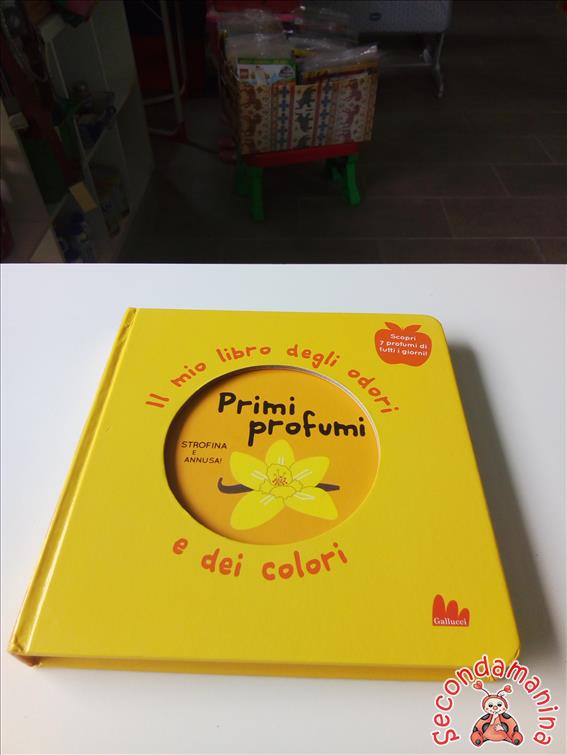 Il mio libro degli odori
Scopri
7 profumi di
tutti i giorni!
Primi
profumi
STROFINA
E
ANNUSA!
e dei colori
Gallucci
Secondamanina